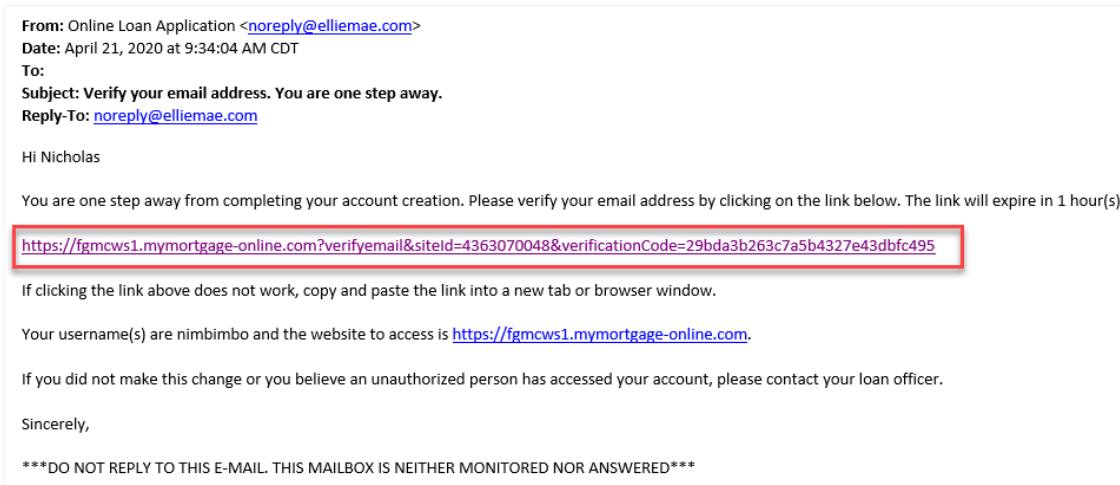 From: Online Loan Application <noreply@elliemae.com>
Date: April 21, 2020 at 9:34:04 AM CDT
To:
Subject: Verify your email address. You are one step away.
Reply-To: noreply@elliemae.com
Hi Nicholas
You are one step away from completing your account creation. Please verify your email address by clicking on the link below. The link will expire in 1 hour(s)
https://fgmcws1.mymortgage-online.com?verifyemail&siteId=4363070048&verificationCode=29bda3b263c7a5b4327e43dbfc495
If clicking the link above does not work, copy and paste the link into a new tab or browser window.
Your username(s) are nimbimbo and the website to access is https://fgmcws1.mymortgage-online.com.
If you did not make this change or you believe an unauthorized person has accessed your account, please contact your loan officer.
Sincerely,
***DO NOT REPLY TO THIS E-MAIL. THIS MAILBOX IS NEITHER MONITORED NOR ANSWERED***